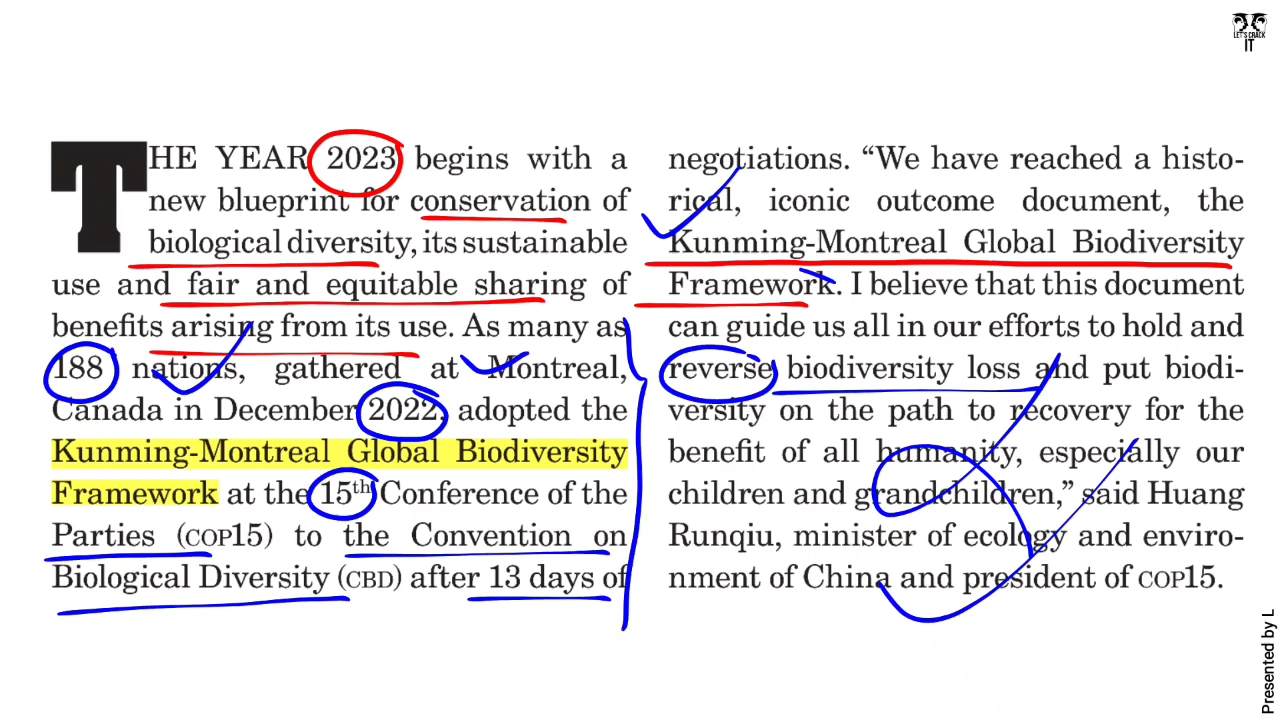 LET'S CRACK
IT
THE YEAR 2023 begins with a
new blueprint for conservation of
biological diversity, its sustainable
use and fair and equitable sharing of
benefits arising from its use. As many as
188 nations, gathered at Montreal,
Canada in December 2022, adopted the
Kunming-Montreal Global Biodiversity
Framework at the 15th Conference of the
Parties (COP15) to the Convention on
Biological Diversity (CBD) after 13 days of
negotiations. “We have reached a histo-
rical, iconic outcome document, the
Kunming-Montreal Global Biodiversity
Framework. I believe that this document
can guide us all in our efforts to hold and
reverse biodiversity loss and put biodi-
versity on the path to recovery for the
benefit of all humanity, especially our
children and grandchildren,” said Huang
Runqiu, minister of ecology and enviro-
nment of China and president of COP15.
Presented by L